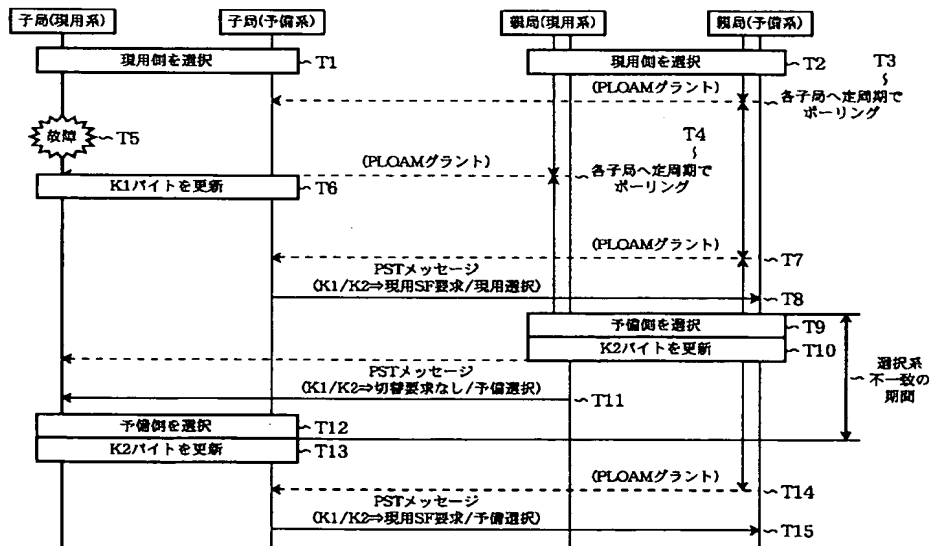 子局(現用系)
子局(予備系)
親局(現用系)
親局(予備系)
現用側を選択
T1
現用側を選択
T2
T3
(PLOAMグラント)
各子局へ定周期で
ポーリング
故障
T5
T4
(PLOAMグラント)
各子局へ定周期で
ポーリング
K1バイトを更新
T6
(PLOAMグラント)
T7
PSTメッセージ
(K1/K2⇒現用SF要求/現用選択)
T8
予備側を選択
T9
K2バイトを更新
T10
選択系
不一致の
期間
PSTメッセージ
(K1/K2⇒切替要求なし/予備選択)
T11
予備側を選択
T12
K2バイトを更新
T13
(PLOAMグラント)
T14
PSTメッセージ
(K1/K2⇒現用SF要求/予備選択)
T15